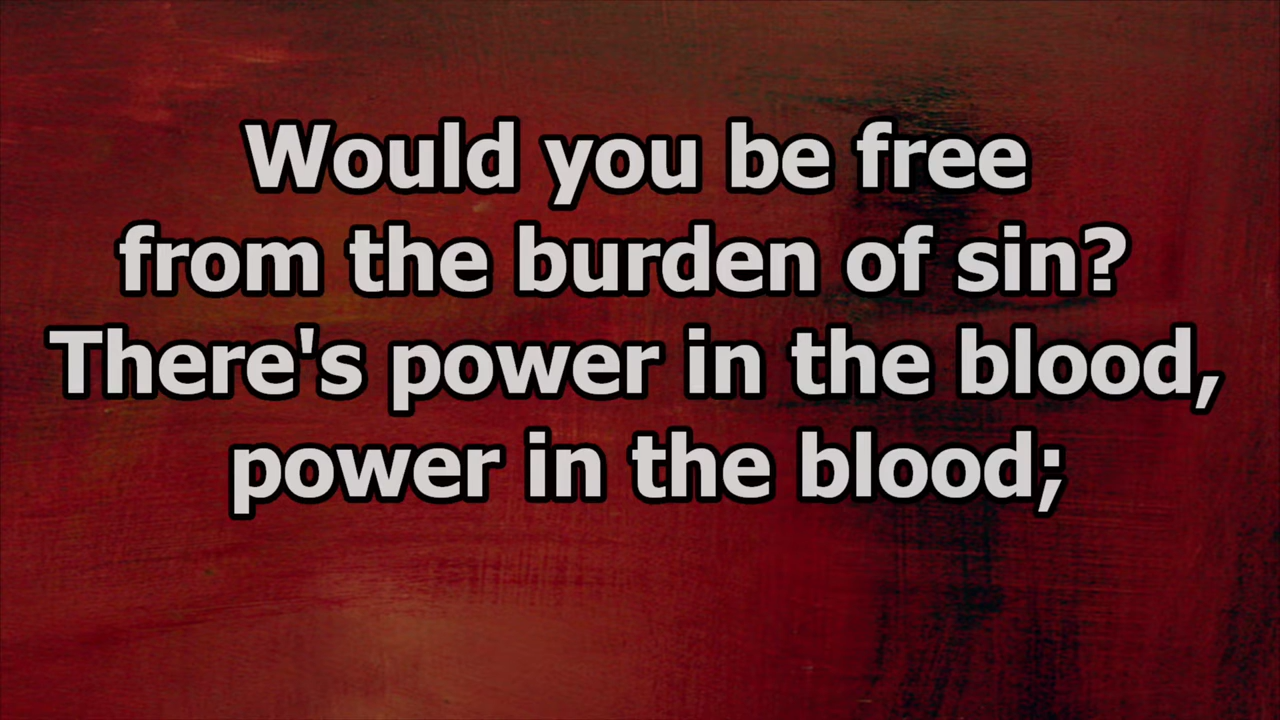 Would you be free
from the burden of sin?
There's power in the blood,
power in the blood;